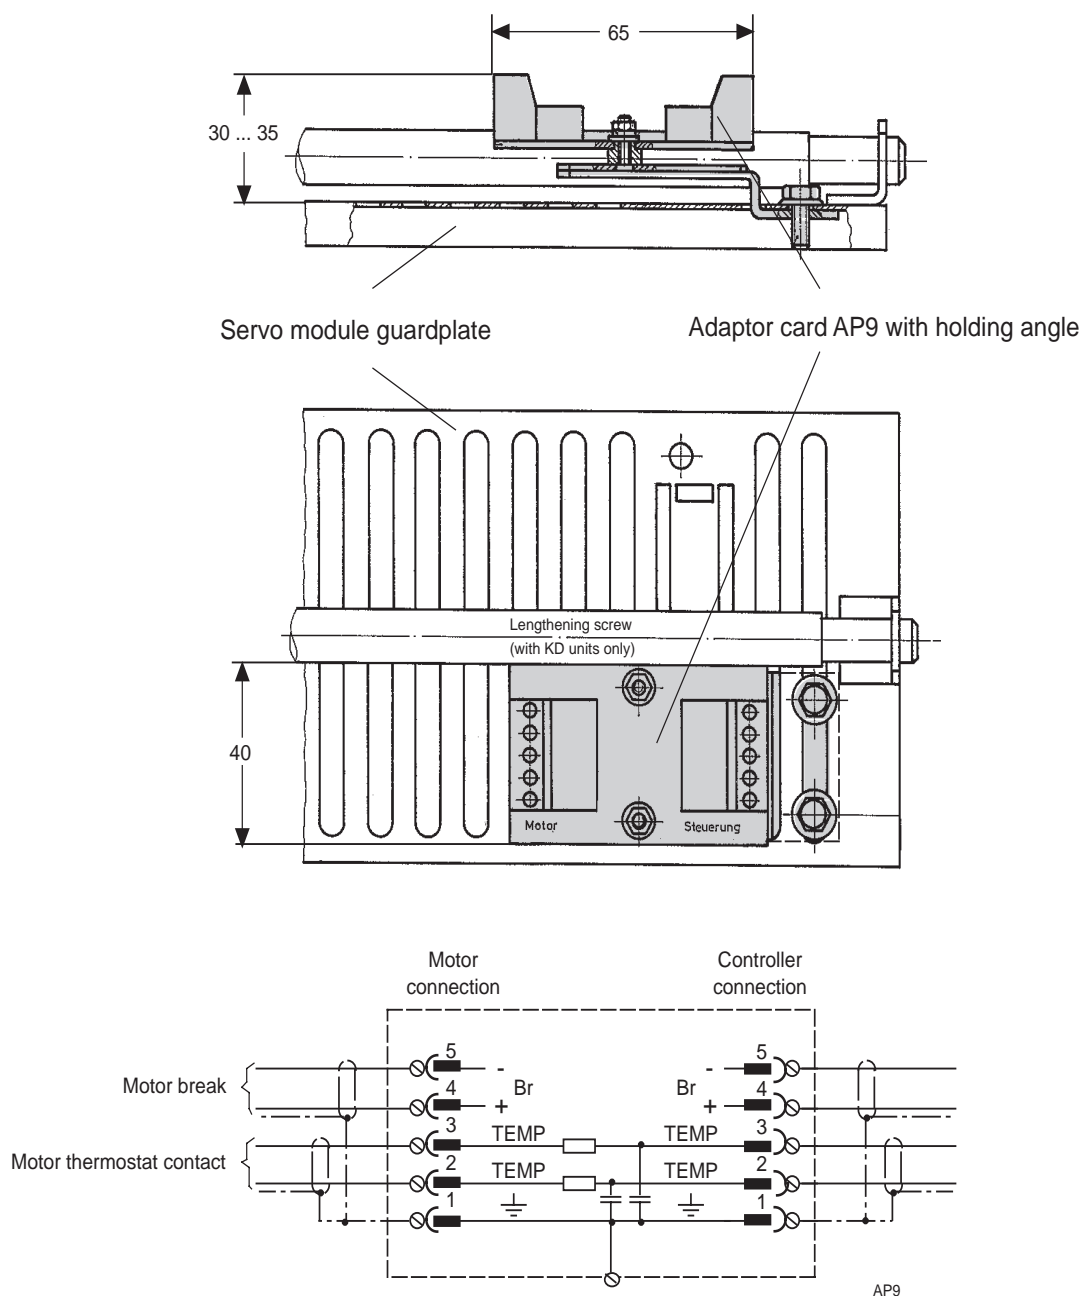 65
30 ... 35
Servo module guardplate
Adaptor card AP9 with holding angle
Lengthening screw
(with KD units only)
40
Motor
Steuerung
Motor
connection
Controller
connection
5
-
-
5
Motor break
4
Br
+
Br
+
4
3
TEMP
TEMP
3
Motor thermostat contact
2
TEMP
TEMP
2
1
1
AP9